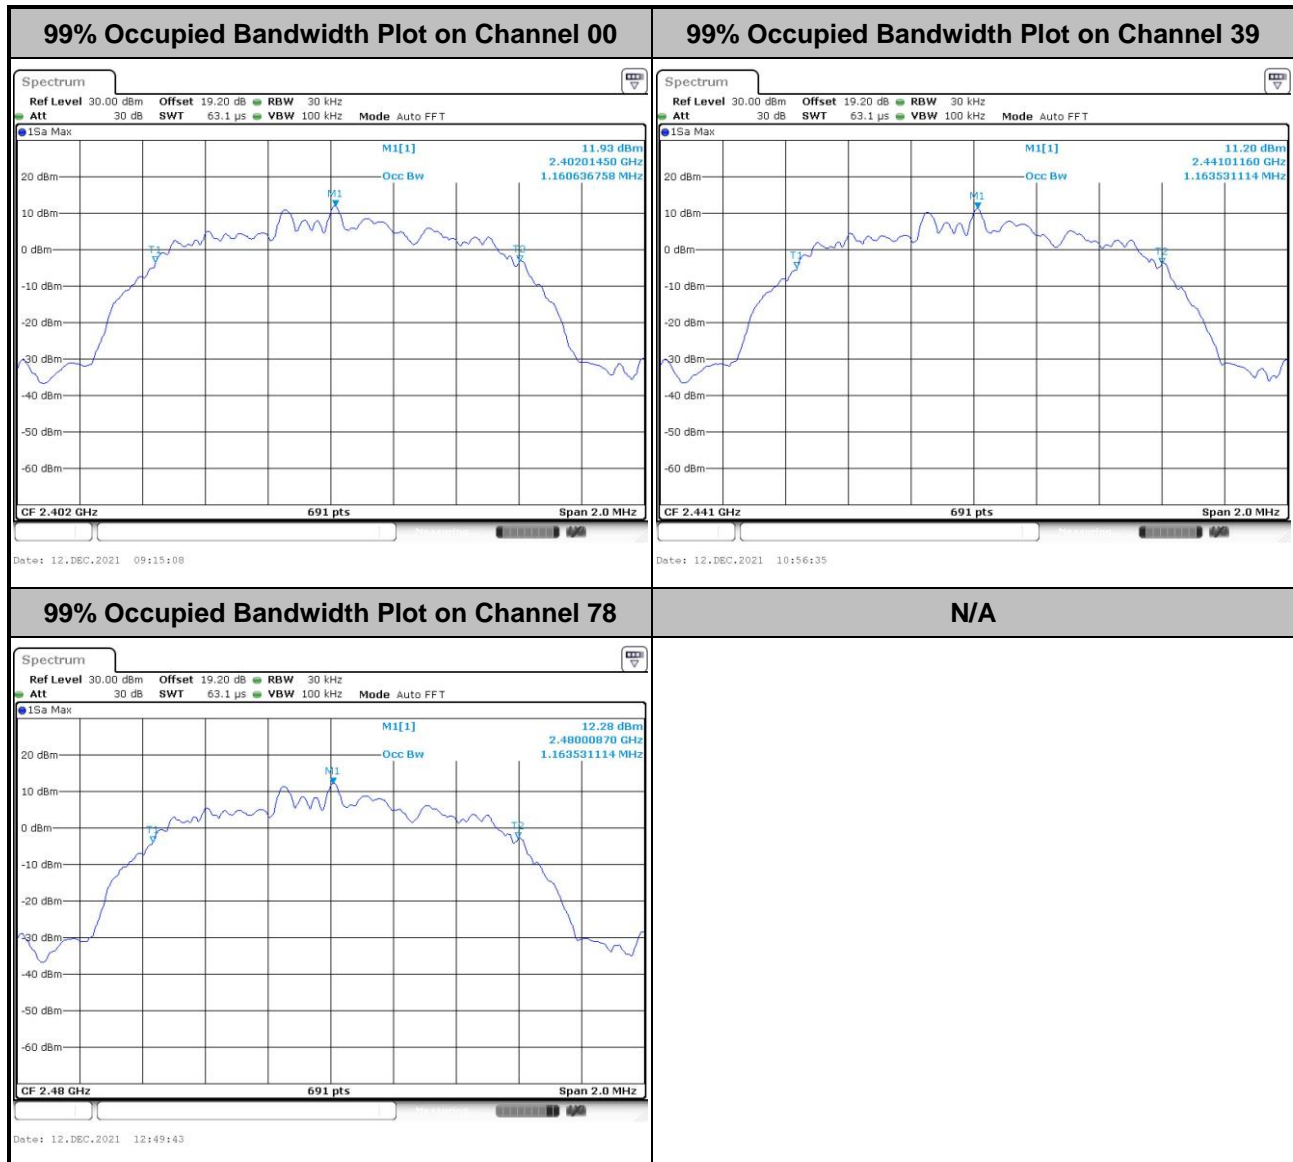 99% Occupied Bandwidth Plot on Channel 00
Spectrum
Ref Level 30.00 dBm Offset 19.20 dB RBW 30 kHz
Att 30 dB SWT 63.1 µs VBW 100 kHz Mode Auto FFT
1Sa Max
M1[1] 11.93 dBm
2.40201450 GHz
Occ Bw 1.160636758 MHz
20 dBm
M1
10 dBm
0 dBm
T1
T2
-10 dBm
-20 dBm
-30 dBm
-40 dBm
-50 dBm
-60 dBm
CF 2.402 GHz 691 pts Span 2.0 MHz
Date: 12.DEC.2021 09:15:08
99% Occupied Bandwidth Plot on Channel 39
Spectrum
Ref Level 30.00 dBm Offset 19.20 dB RBW 30 kHz
Att 30 dB SWT 63.1 µs VBW 100 kHz Mode Auto FFT
1Sa Max
M1[1] 11.20 dBm
2.44101160 GHz
Occ Bw 1.163531114 MHz
20 dBm
M1
10 dBm
0 dBm
T1
T2
-10 dBm
-20 dBm
-30 dBm
-40 dBm
-50 dBm
-60 dBm
CF 2.441 GHz 691 pts Span 2.0 MHz
Date: 12.DEC.2021 10:56:35
99% Occupied Bandwidth Plot on Channel 78
Spectrum
Ref Level 30.00 dBm Offset 19.20 dB RBW 30 kHz
Att 30 dB SWT 63.1 µs VBW 100 kHz Mode Auto FFT
1Sa Max
M1[1] 12.28 dBm
2.48000870 GHz
Occ Bw 1.163531114 MHz
20 dBm
M1
10 dBm
0 dBm
T1
T2
-10 dBm
-20 dBm
-30 dBm
-40 dBm
-50 dBm
-60 dBm
CF 2.48 GHz 691 pts Span 2.0 MHz
Date: 12.DEC.2021 12:49:43
N/A